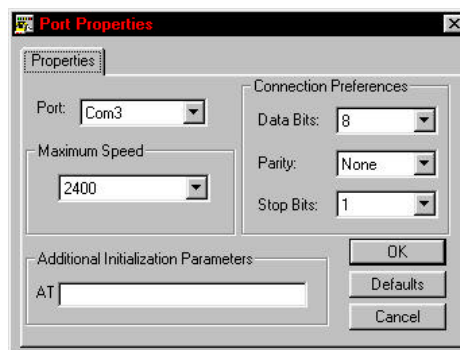 Port Properties
Properties
Port: Com3
Maximum Speed
2400
Connection Preferences
Data Bits: 8
Parity: None
Stop Bits: 1
Additional Initialization Parameters
AT
OK
Defaults
Cancel